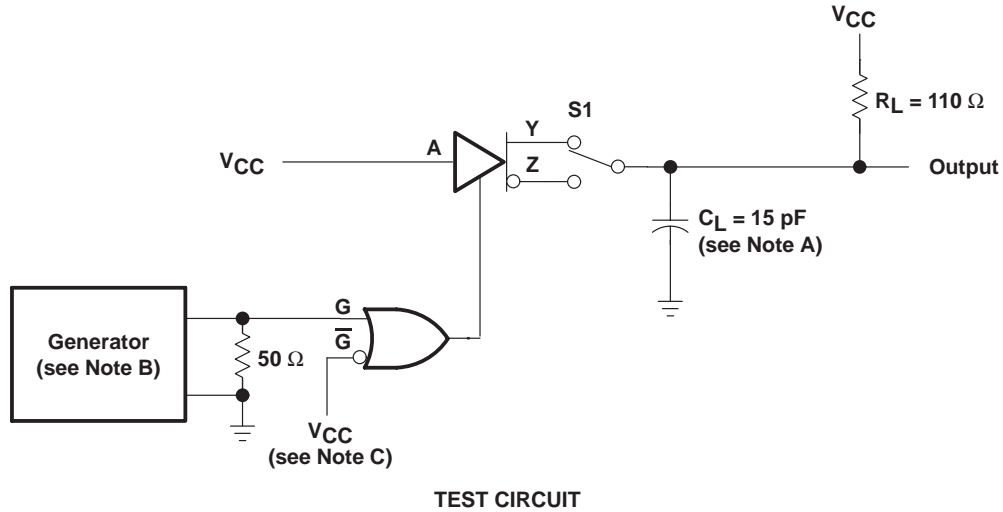 VCC
RL = 110 Ω
S1
Y
A
Z
VCC
Output
CL = 15 pF
(see Note A)
G
G̅
Generator
(see Note B)
50 Ω
VCC
(see Note C)
TEST CIRCUIT